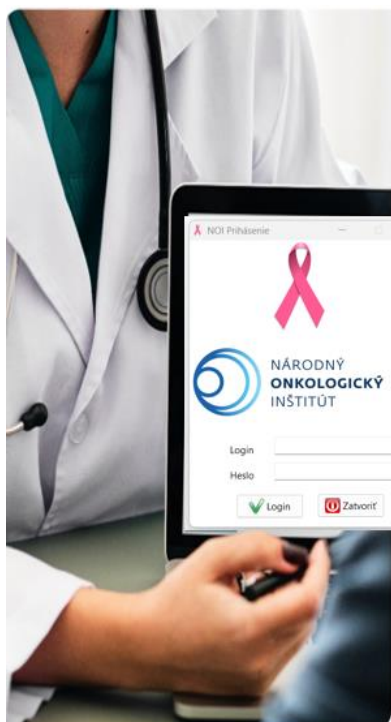 NOI Prihásenie
NÁRODNÝ
ONKOLOGICKÝ
INŠTITÚT
Login
Heslo
Login
Zatvoriť